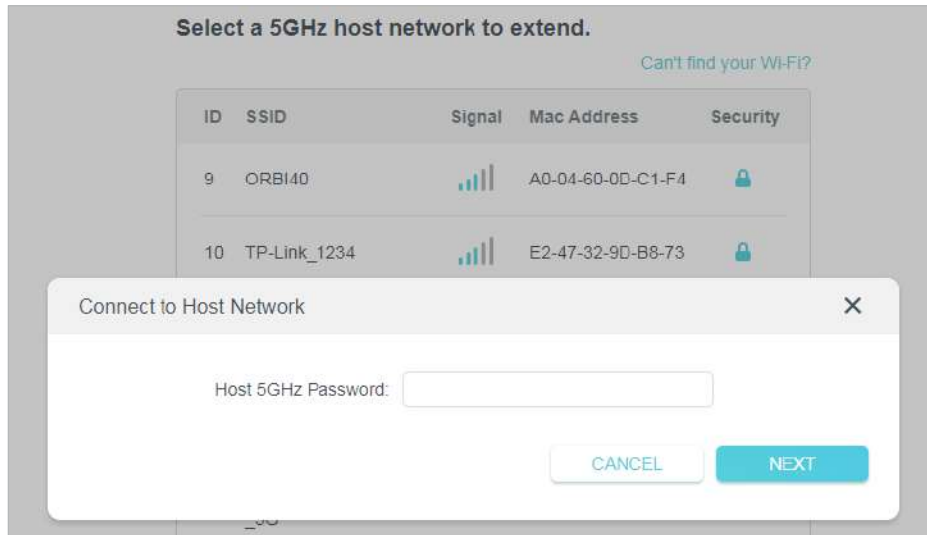 Select a 5GHz host network to extend.
Can't find your Wi-Fi?
ID SSID Signal Mac Address Security
9 ORBI40 A0-04-60-0D-C1-F4
10 TP-Link_1234 E2-47-32-9D-B8-73
Connect to Host Network
Host 5GHz Password:
CANCEL NEXT